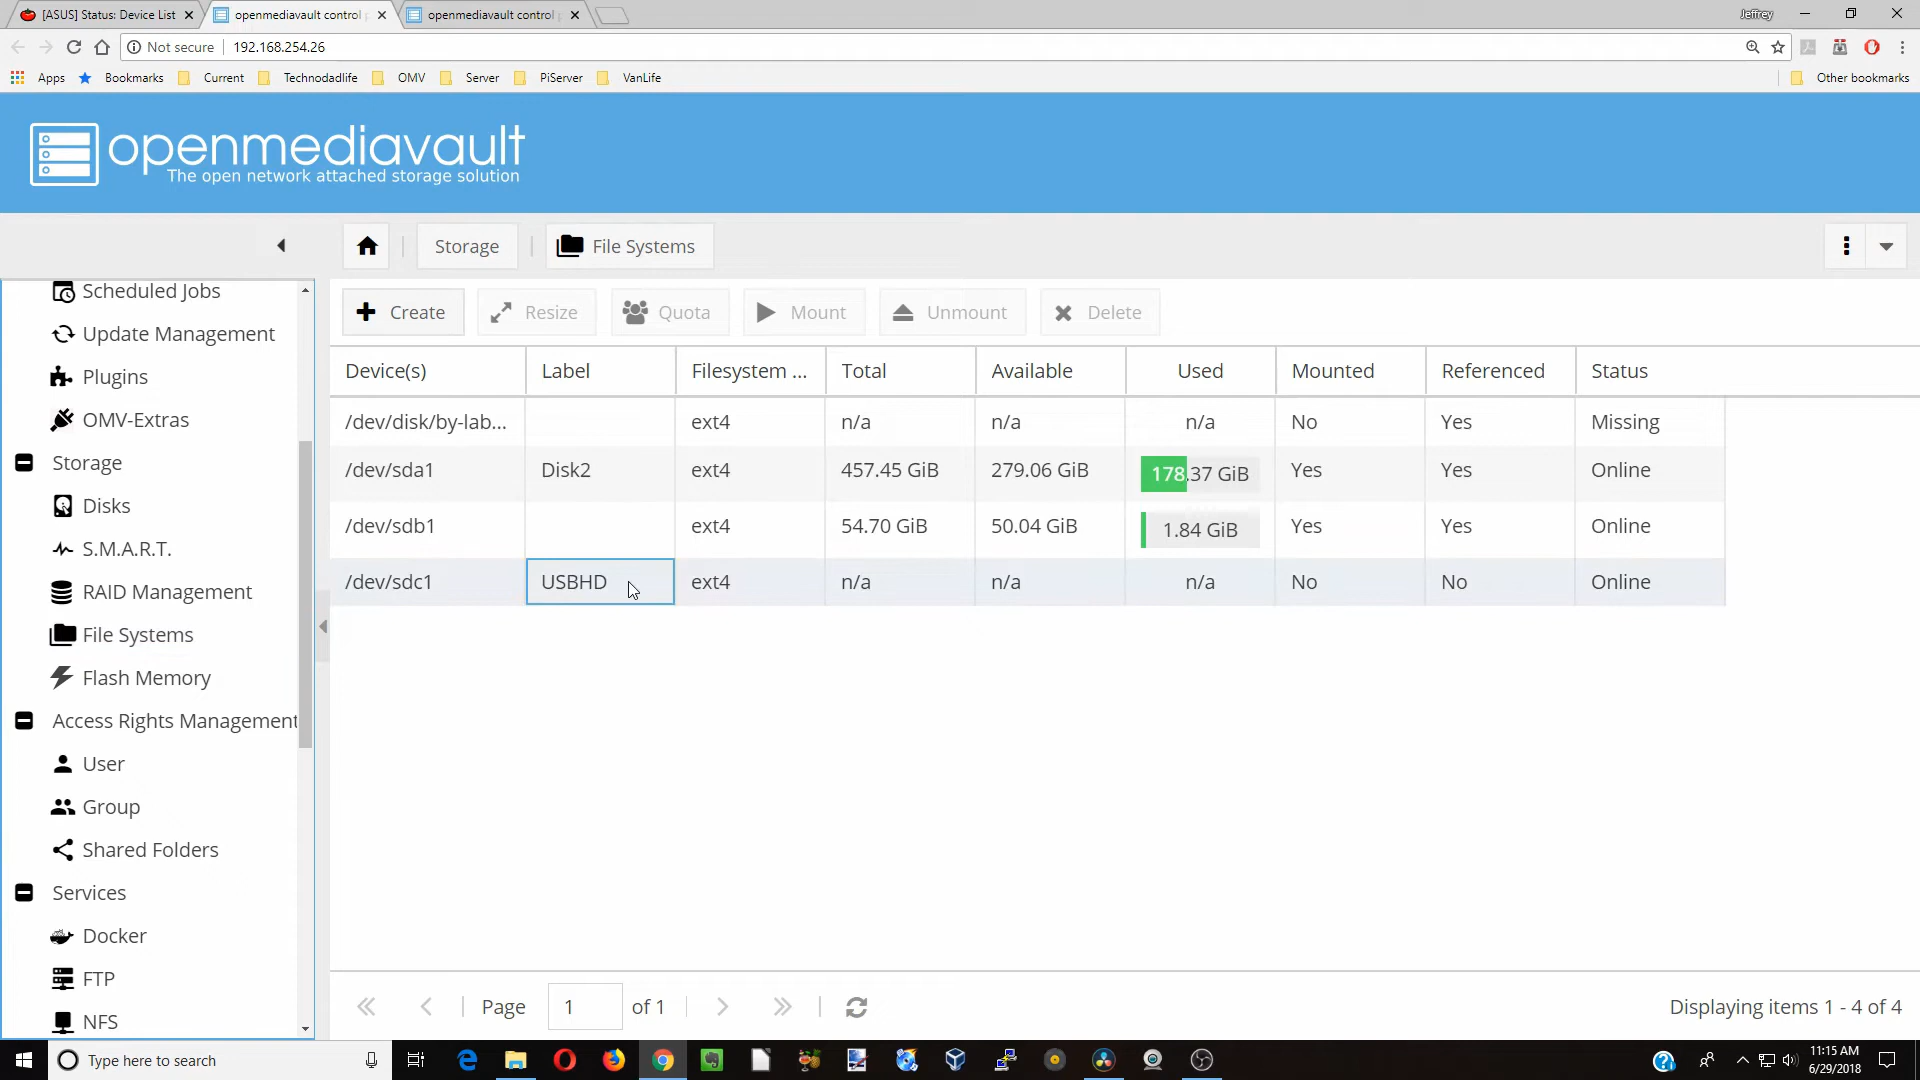 [ASUS] Status: Device List
openmediavault control p
openmediavault control p
Jeffrey
Not secure
192.168.254.26
Apps
Bookmarks
Current
Technodadlife
OMV
Server
PiServer
VanLife
Other bookmarks
openmediavault
The open network attached storage solution
Storage
File Systems
Scheduled Jobs
Update Management
Plugins
OMV-Extras
Storage
Disks
S.M.A.R.T.
RAID Management
File Systems
Flash Memory
Access Rights Management
User
Group
Shared Folders
Services
Docker
FTP
NFS
Create
Resize
Quota
Mount
Unmount
Delete
Device(s) Label Filesystem ... Total Available Used Mounted Referenced Status
/dev/disk/by-lab... ext4 n/a n/a n/a No Yes Missing
/dev/sda1 Disk2 ext4 457.45 GiB 279.06 GiB 178.37 GiB Yes Yes Online
/dev/sdb1 ext4 54.70 GiB 50.04 GiB 1.84 GiB Yes Yes Online
/dev/sdc1 USBHD ext4 n/a n/a n/a No No Online
Page 1 of 1
Displaying items 1 - 4 of 4
Type here to search
11:15 AM
6/29/2018